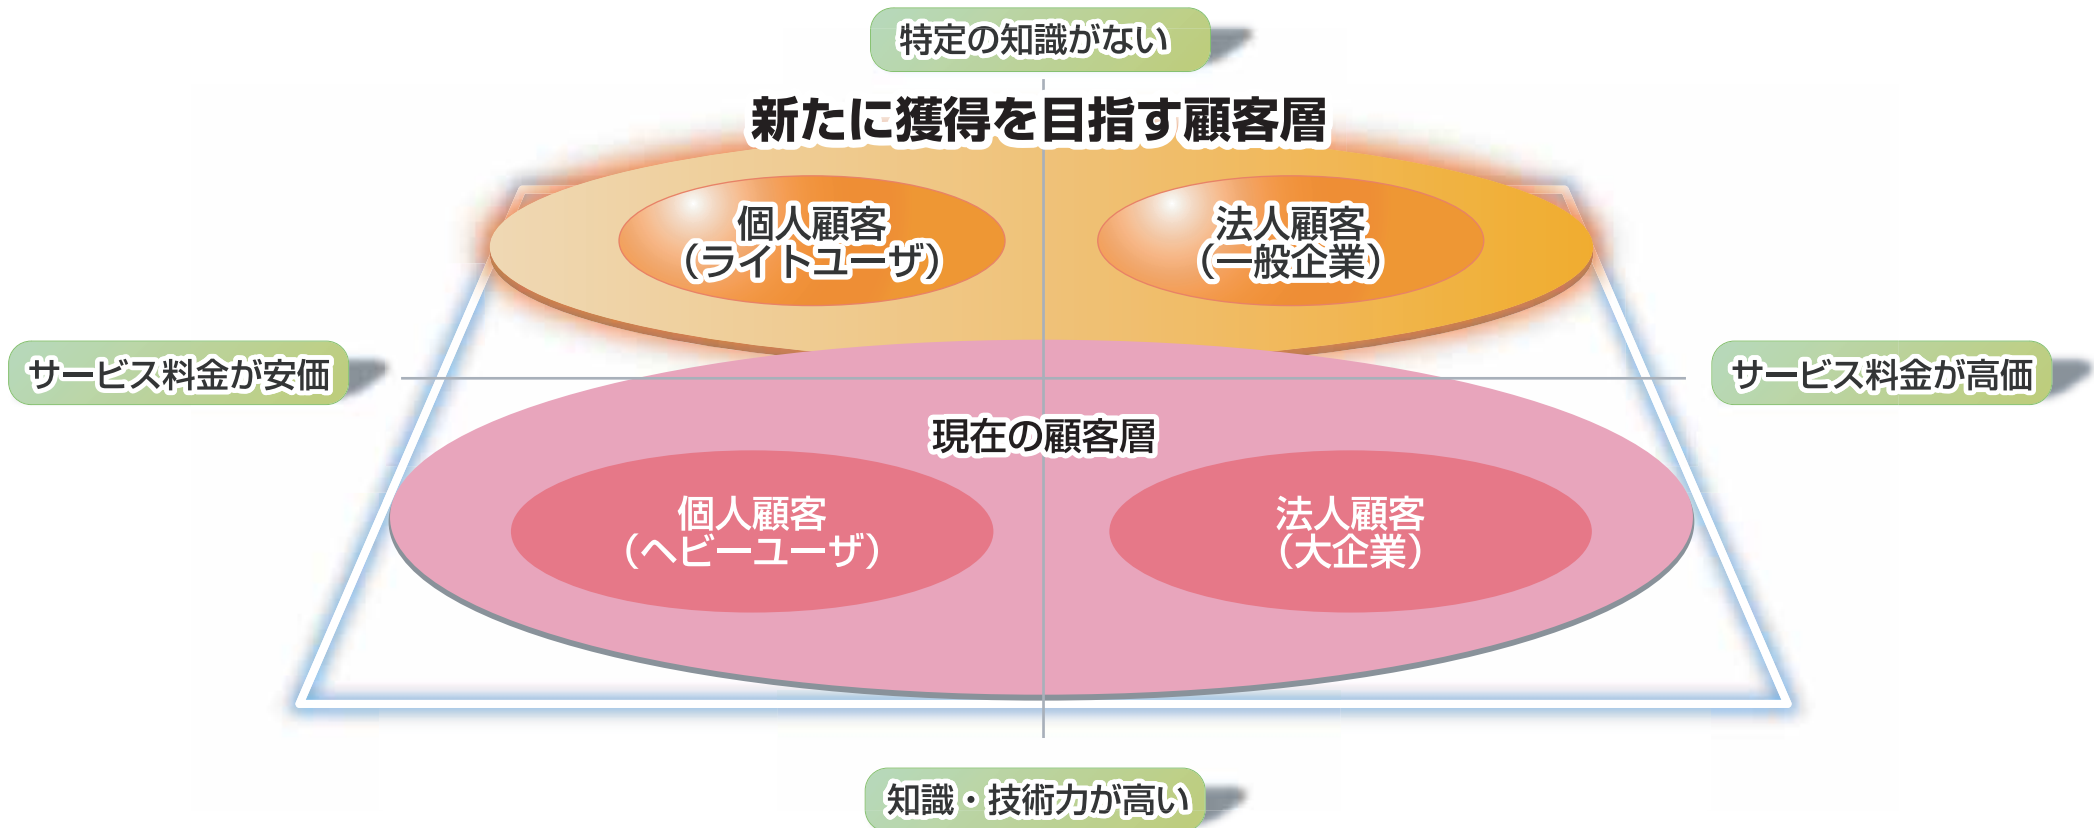 特定の知識がない
新たに獲得を目指す顧客層
個人顧客
（ライトユーザ）
法人顧客
（一般企業）
サービス料金が安価
サービス料金が高価
現在の顧客層
個人顧客
（ヘビーユーザ）
法人顧客
（大企業）
知識・技術力が高い